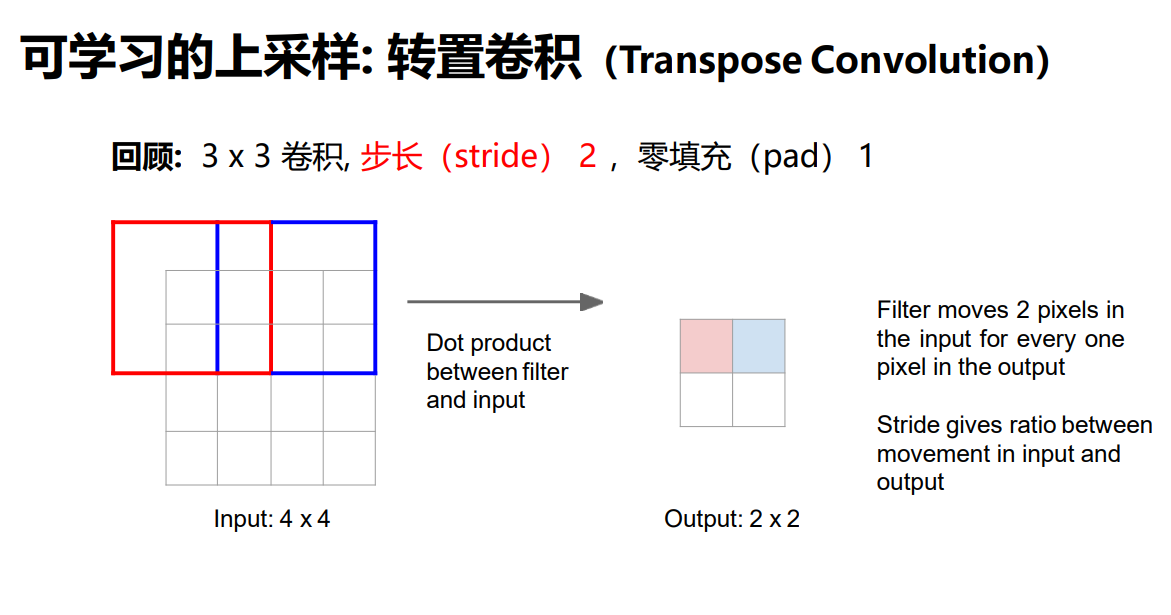 可学习的上采样: 转置卷积（Transpose Convolution）
回顾: 3 x 3 卷积, 步长（stride） 2 ，零填充（pad） 1
Dot product
between filter
and input
Filter moves 2 pixels in
the input for every one
pixel in the output
Stride gives ratio between
movement in input and
output
Input: 4 x 4
Output: 2 x 2